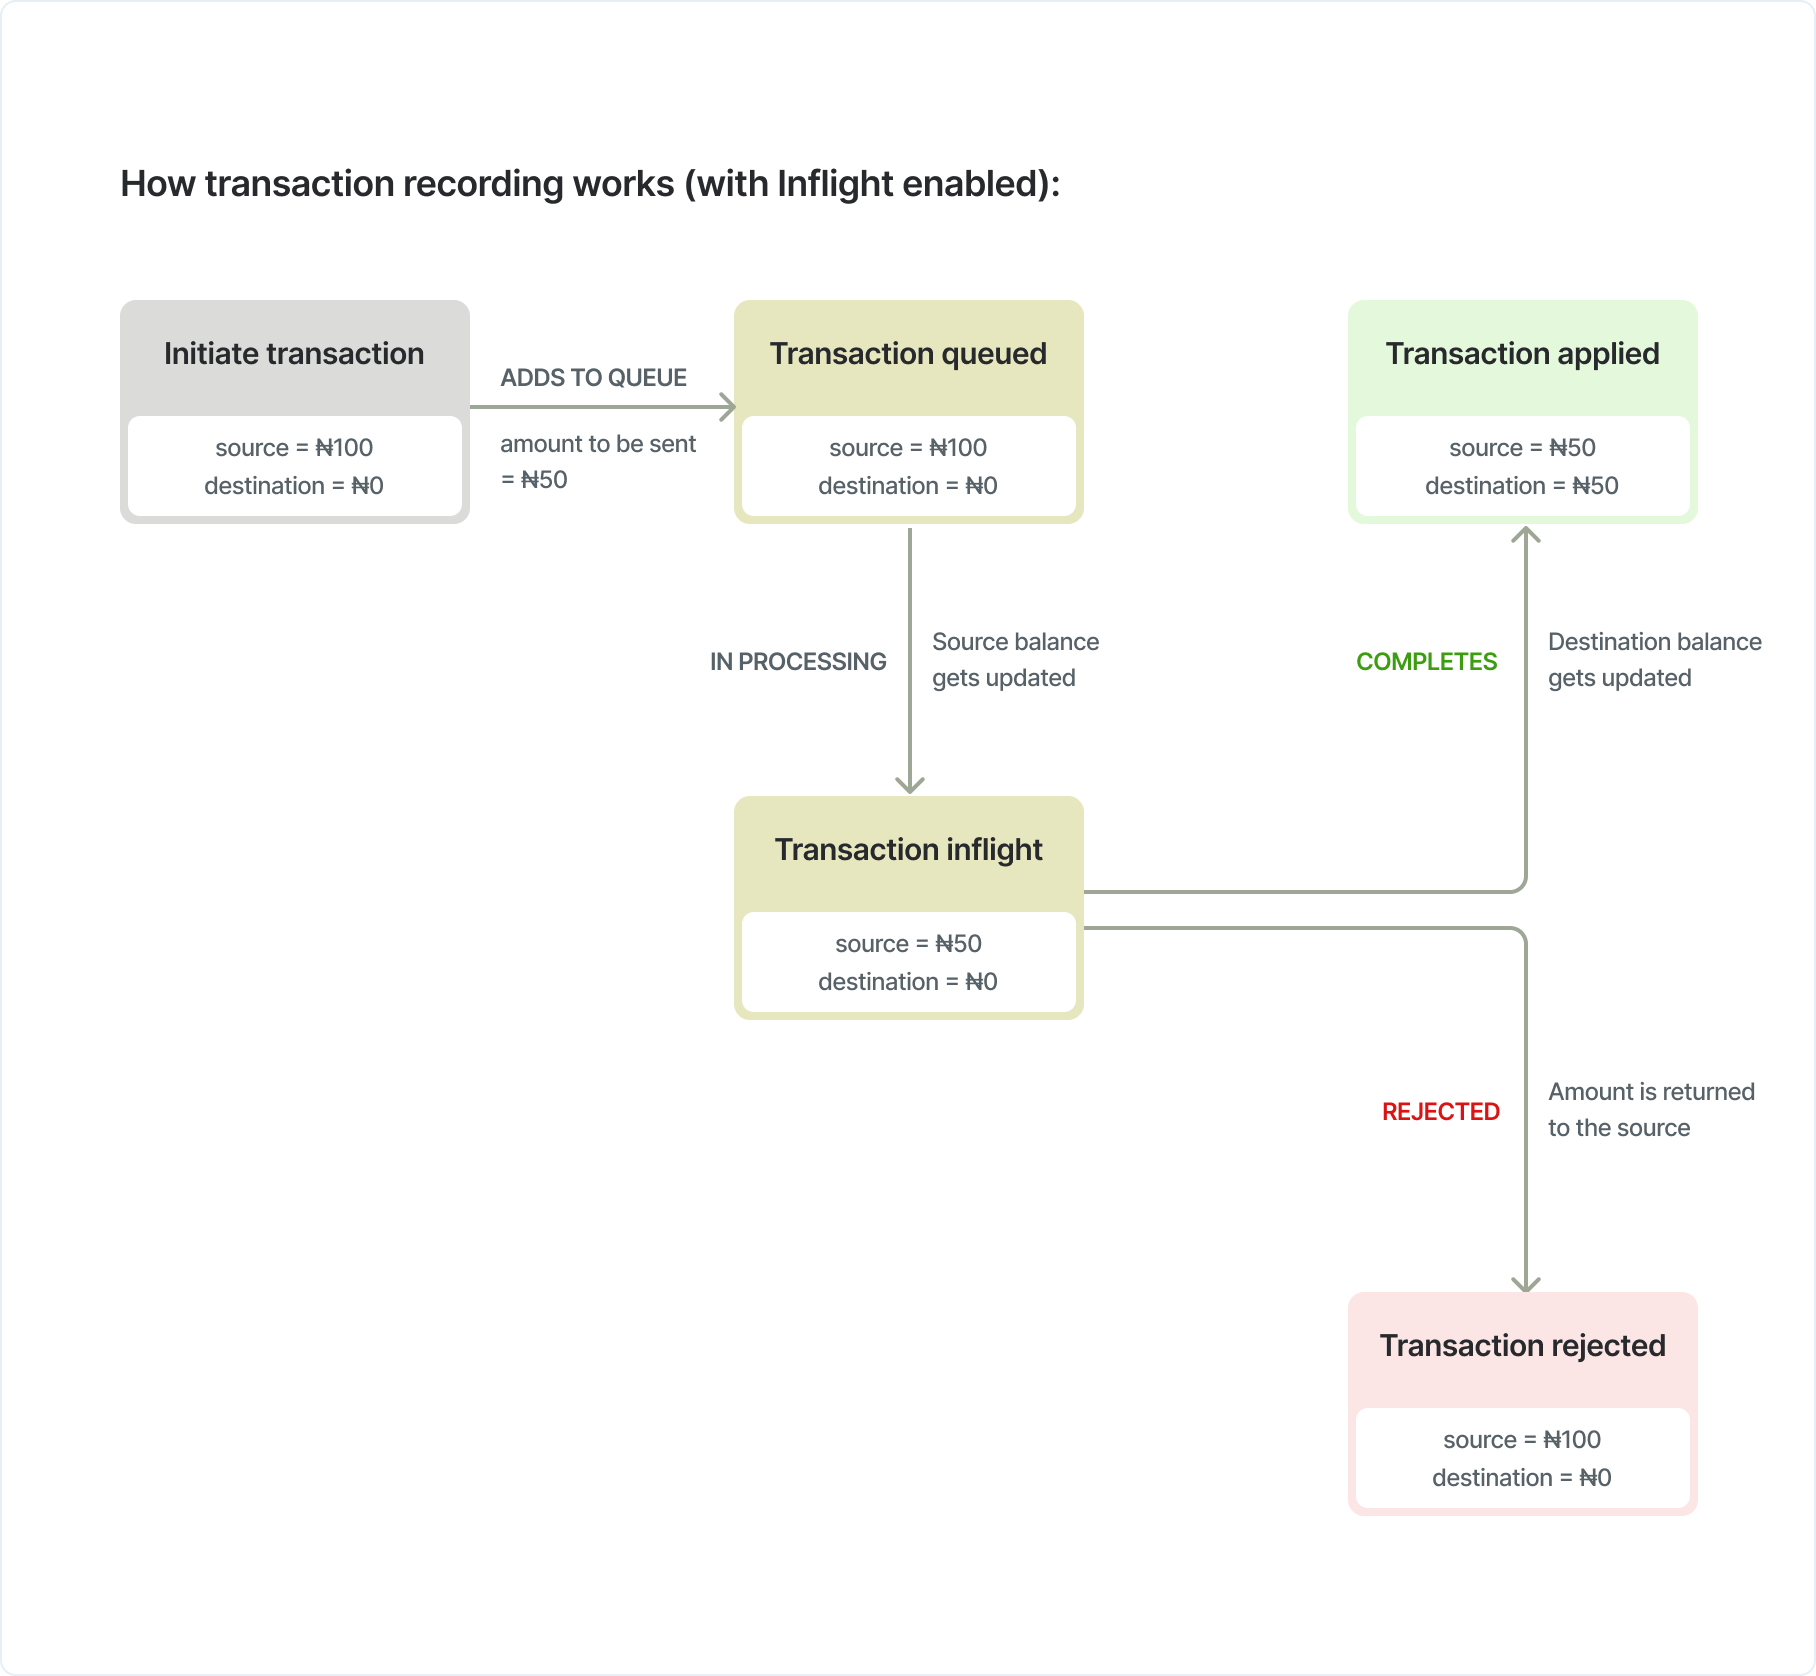 How transaction recording works (with Inflight enabled):
Initiate transaction
source = ₦100
destination = ₦0
ADDS TO QUEUE
amount to be sent
= ₦50
Transaction queued
source = ₦100
destination = ₦0
Transaction applied
source = ₦50
destination = ₦50
IN PROCESSING
Source balance
gets updated
COMPLETES
Destination balance
gets updated
Transaction inflight
source = ₦50
destination = ₦0
REJECTED
Amount is returned
to the source
Transaction rejected
source = ₦100
destination = ₦0